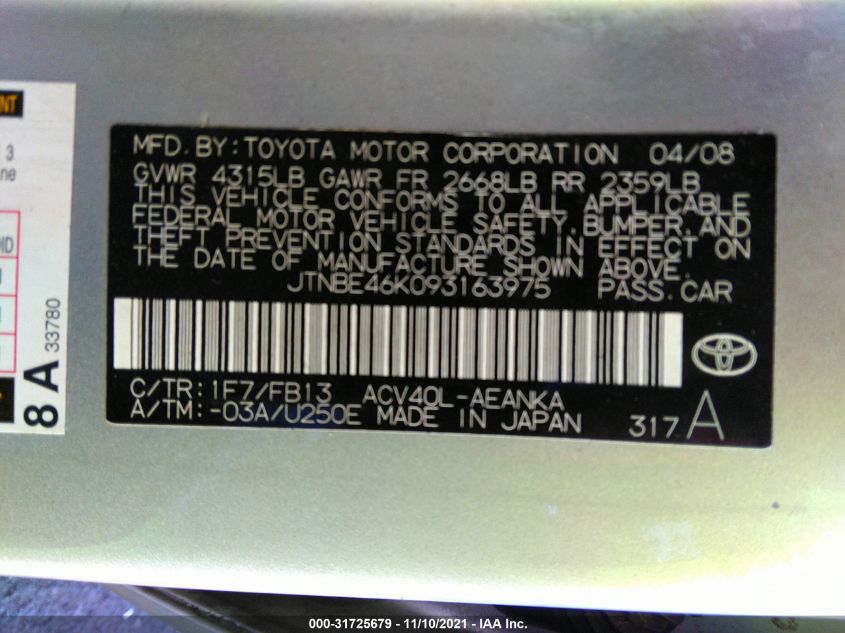 MFD. BY: TOYOTA MOTOR CORPORATION 04/08
GVWR 4315LB GAWR FR 2668LB RR 2359LB
THIS VEHICLE CONFORMS TO ALL APPLICABLE
FEDERAL MOTOR VEHICLE SAFETY, BUMPER, AND
THEFT PREVENTION STANDARDS IN EFFECT ON
THE DATE OF MANUFACTURE SHOWN ABOVE.
JTNBE46K093163975 PASS. CAR
C/TR: 1F7/FB13 ACV40L-AEANKA
A/TM: -03A/U250E MADE IN JAPAN 317 A
3
8 A 33780
000-31725679 - 11/10/2021 - IAA Inc.